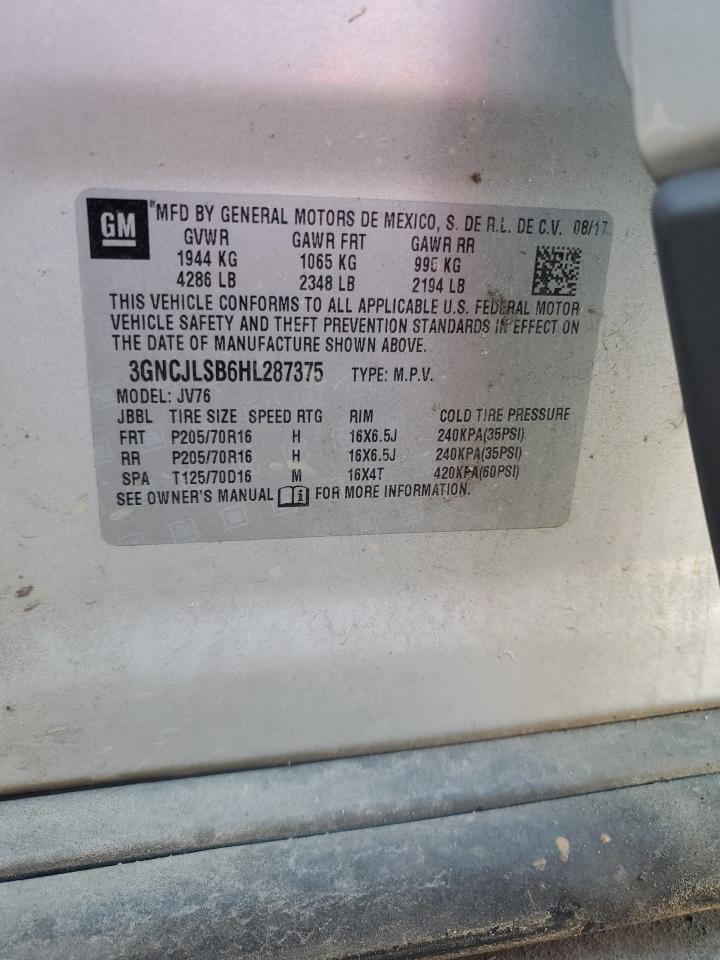 GM ®MFD BY GENERAL MOTORS DE MEXICO, S. DE R.L. DE C.V. 08/17
GVWR GAWR FRT GAWR RR
1944 KG 1065 KG 995 KG
4286 LB 2348 LB 2194 LB
THIS VEHICLE CONFORMS TO ALL APPLICABLE U.S. FEDERAL MOTOR
VEHICLE SAFETY AND THEFT PREVENTION STANDARDS IN EFFECT ON
THE DATE OF MANUFACTURE SHOWN ABOVE.
3GNCJLSB6HL287375 TYPE: M.P.V.
MODEL: JV76
JBBL TIRE SIZE SPEED RTG RIM COLD TIRE PRESSURE
FRT P205/70R16 H 16X6.5J 240KPA(35PSI)
RR P205/70R16 H 16X6.5J 240KPA(35PSI)
SPA T125/70D16 M 16X4T 420KPA(60PSI)
SEE OWNER'S MANUAL FOR MORE INFORMATION.